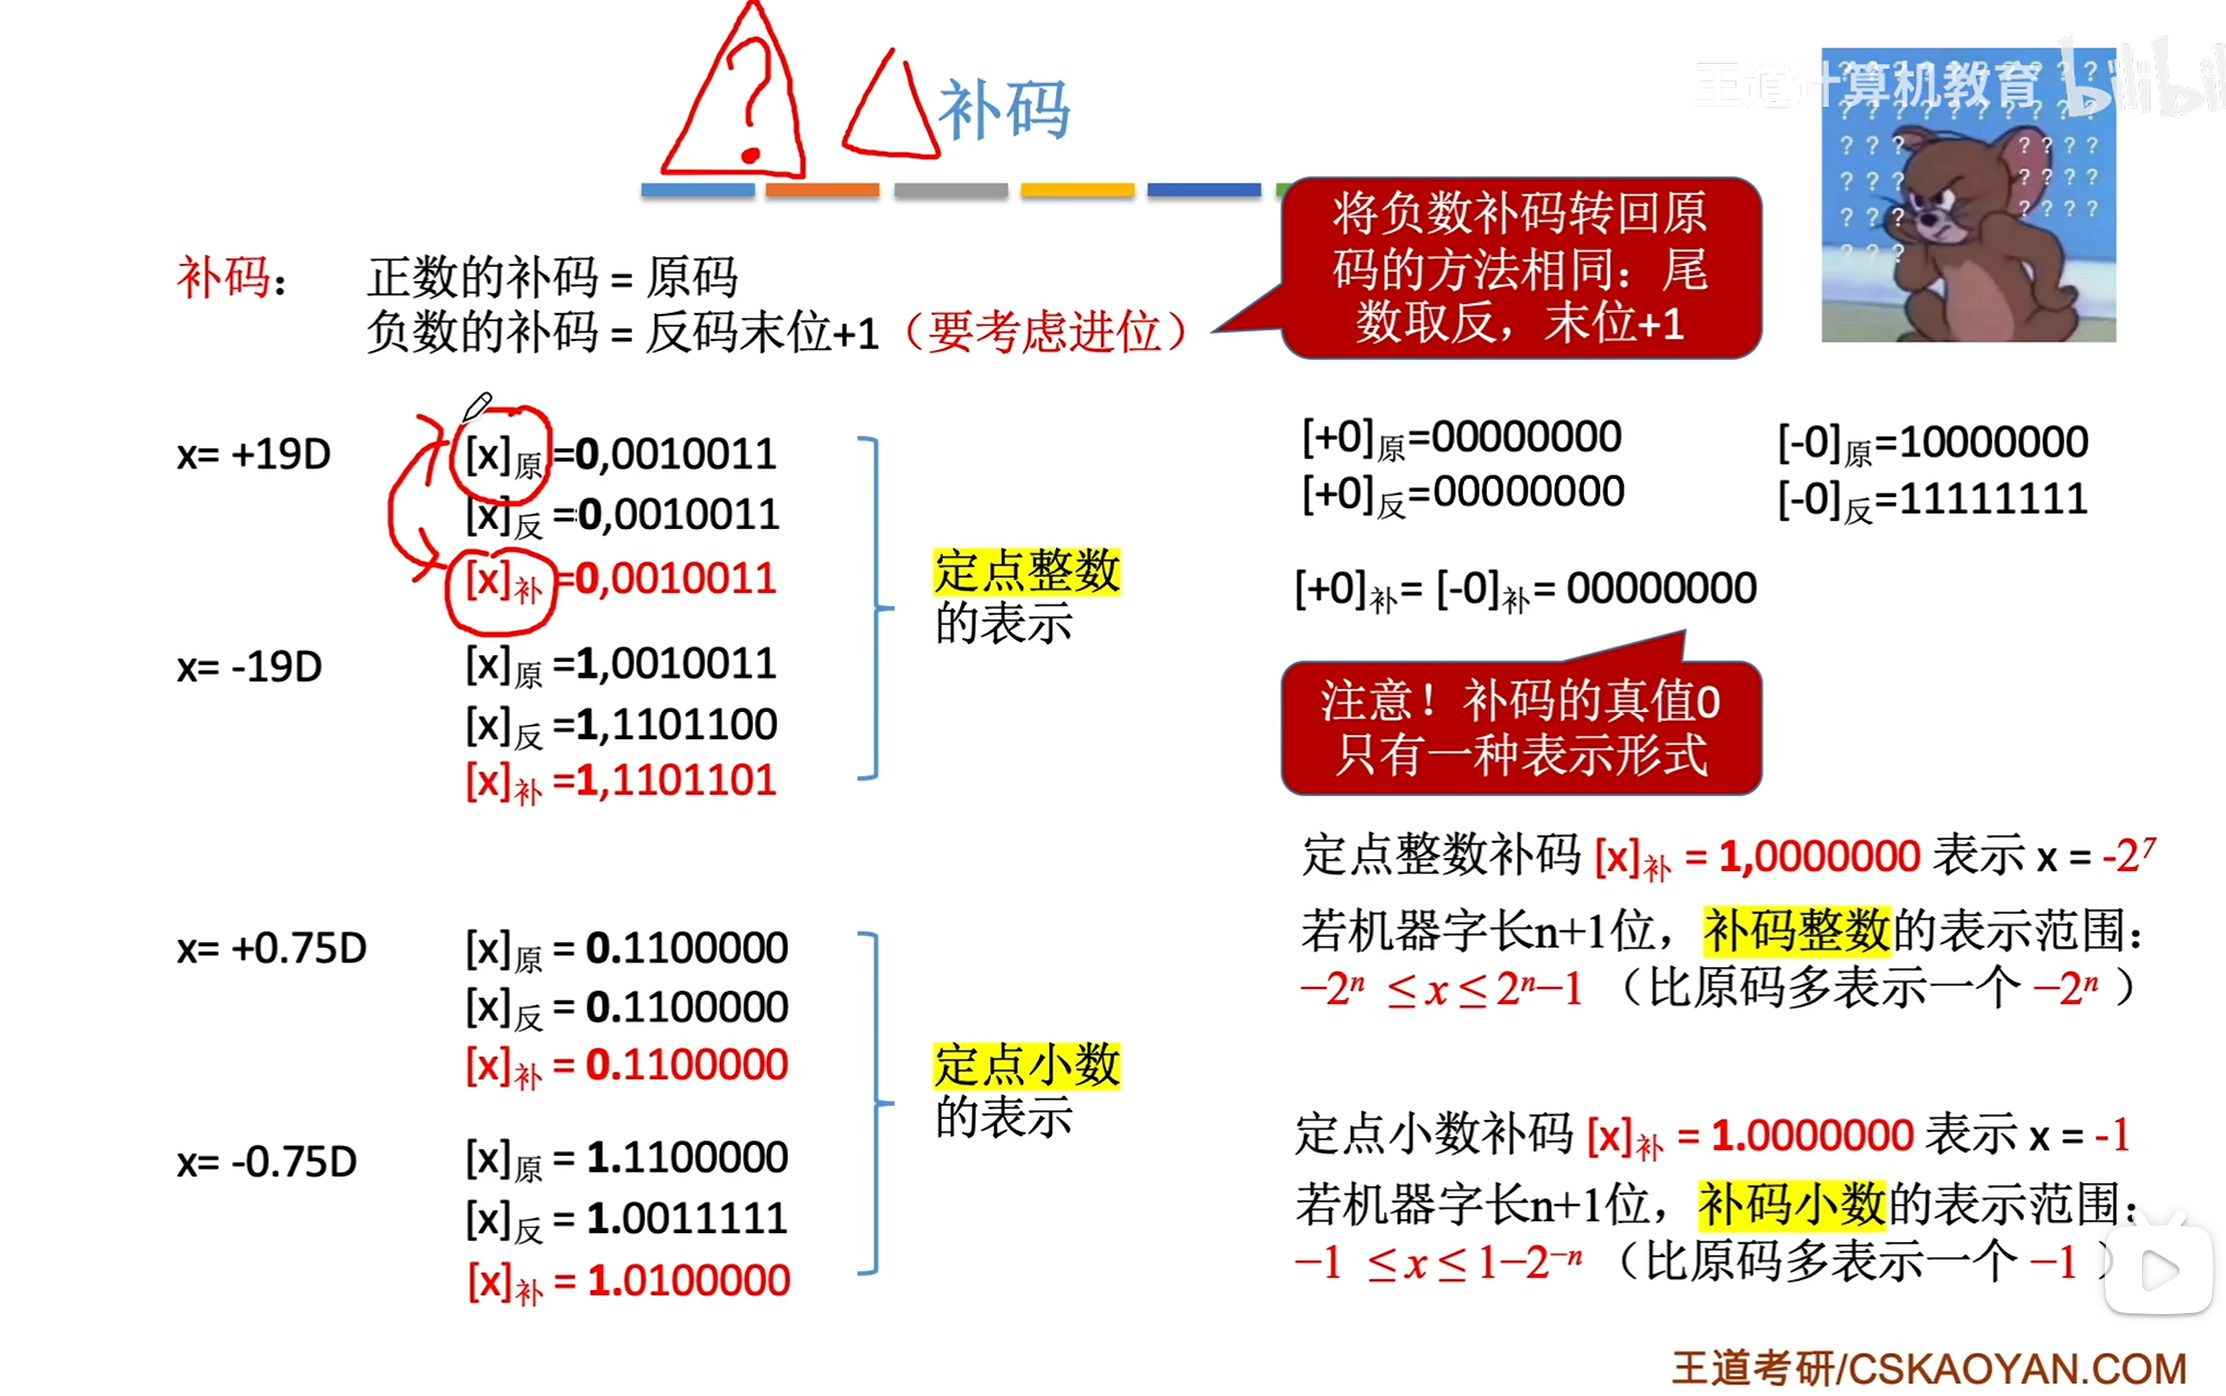 ?
补码
王道计算机教育 bilibili
? ? ? ? ? ? ? ? ? ?
? ? ? ? ? ? ? ? ? ?
? ? ? ? ? ? ?
? ? ? ? ? ? ?
? ? ? ? ? ? ?
? ? ?
将负数补码转回原
码的方法相同：尾
数取反，末位+1
补码： 正数的补码 = 原码
负数的补码 = 反码末位+1（要考虑进位）
x= +19D [x]原=0,0010011
[x]反=0,0010011
[x]补=0,0010011
x= -19D [x]原=1,0010011
[x]反=1,1101100
[x]补=1,1101101
定点整数
的表示
x= +0.75D [x]原 = 0.1100000
[x]反 = 0.1100000
[x]补 = 0.1100000
x= -0.75D [x]原 = 1.1100000
[x]反 = 1.0011111
[x]补 = 1.0100000
定点小数
的表示
[+0]原=00000000 [-0]原=10000000
[+0]反=00000000 [-0]反=11111111
[+0]补= [-0]补= 00000000
注意！补码的真值0
只有一种表示形式
定点整数补码 [x]补 = 1,0000000 表示 x = -2⁷
若机器字长n+1位，补码整数的表示范围：
−2ⁿ ≤ x ≤ 2ⁿ−1 （比原码多表示一个 −2ⁿ ）
定点小数补码 [x]补 = 1.0000000 表示 x = -1
若机器字长n+1位，补码小数的表示范围：
−1 ≤ x ≤ 1−2⁻ⁿ （比原码多表示一个 −1 ）
王道考研/CSKAOYAN.COM